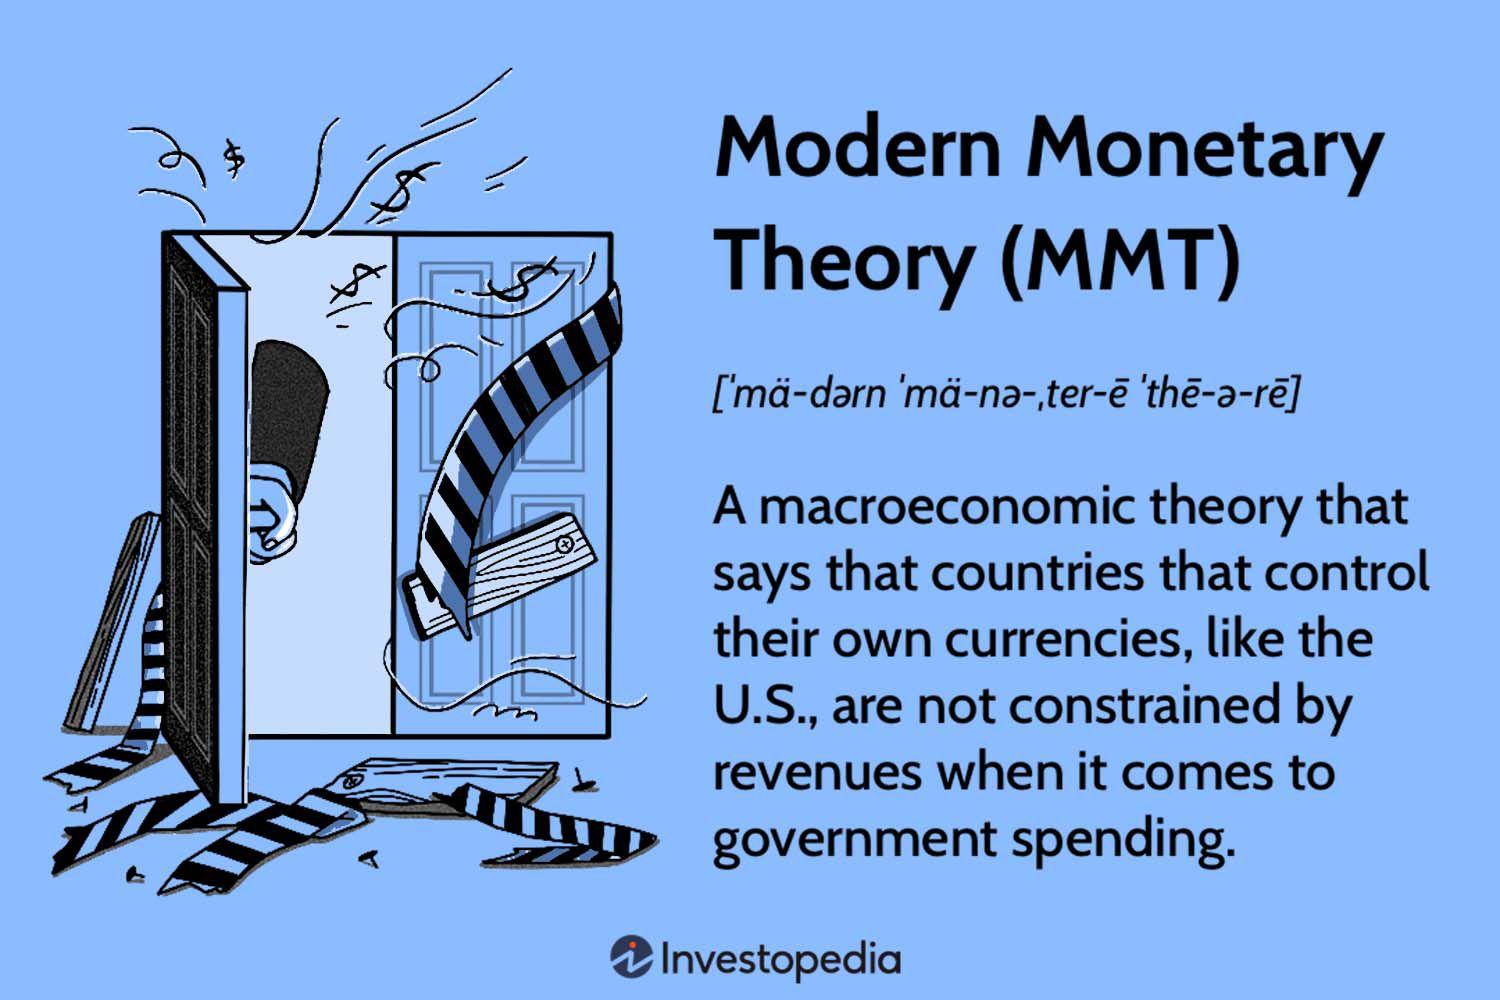 Modern Monetary
Theory (MMT)
[ˈmä-dərn ˈmä-nə-ˌter-ē ˈthē-ə-rē]
A macroeconomic theory that
says that countries that control
their own currencies, like the
U.S., are not constrained by
revenues when it comes to
government spending.
Investopedia